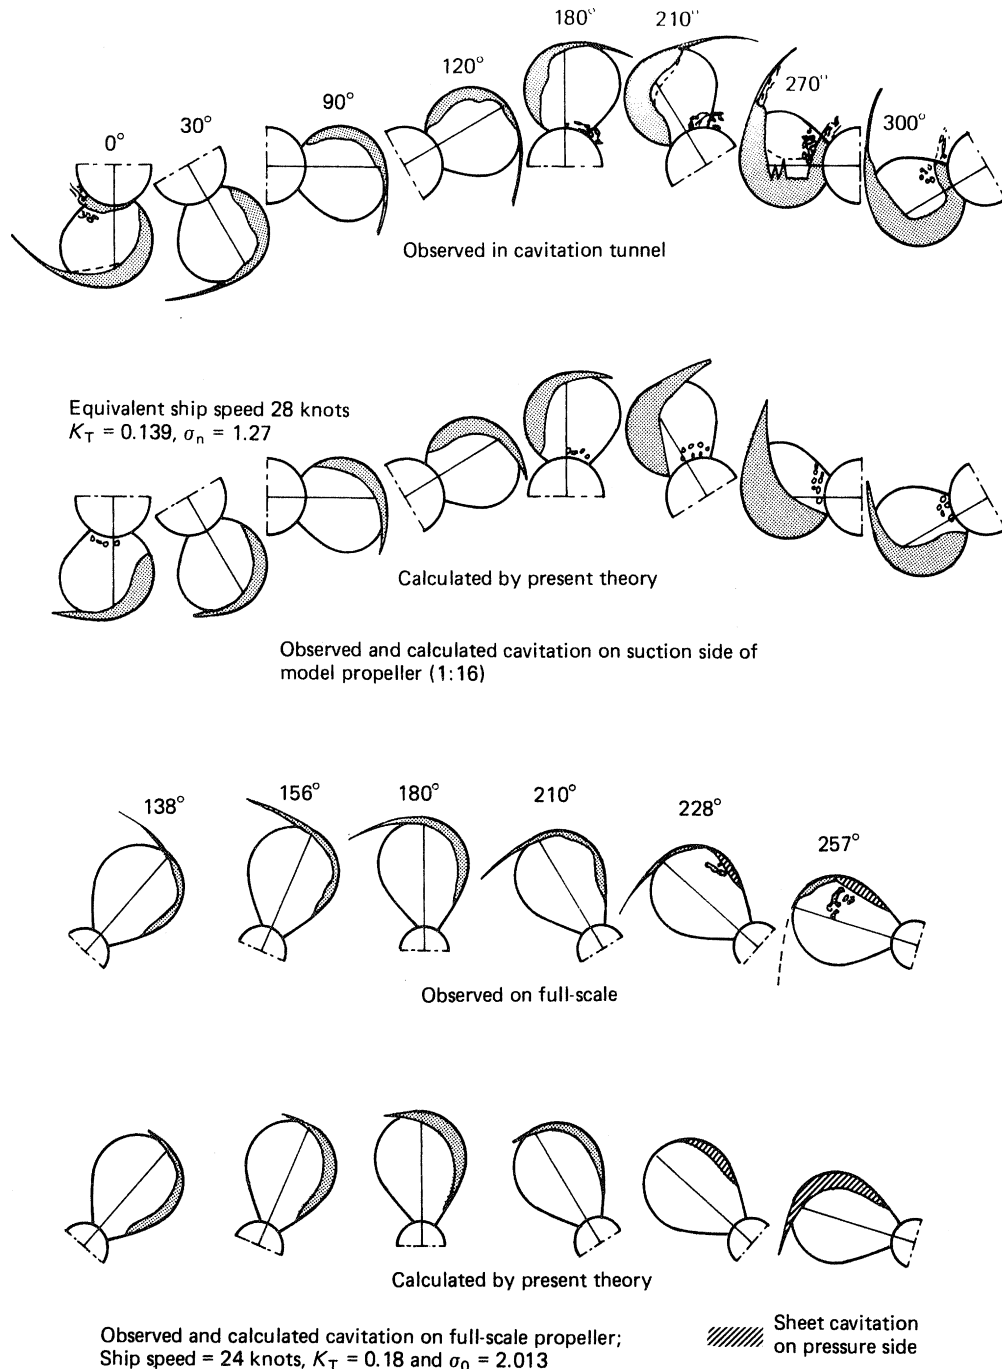 180"
210"
120°
270"
90°
300°
30°
0°
Observed in cavitation tunnel
Equivalent ship speed 28 knots
K_T = 0.139, σ_n = 1.27
Calculated by present theory
Observed and calculated cavitation on suction side of
model propeller (1:16)
138°
156°
180°
210°
228°
257°
Observed on full-scale
Calculated by present theory
Observed and calculated cavitation on full-scale propeller;
Ship speed = 24 knots, K_T = 0.18 and σ_n = 2.013
Sheet cavitation
on pressure side